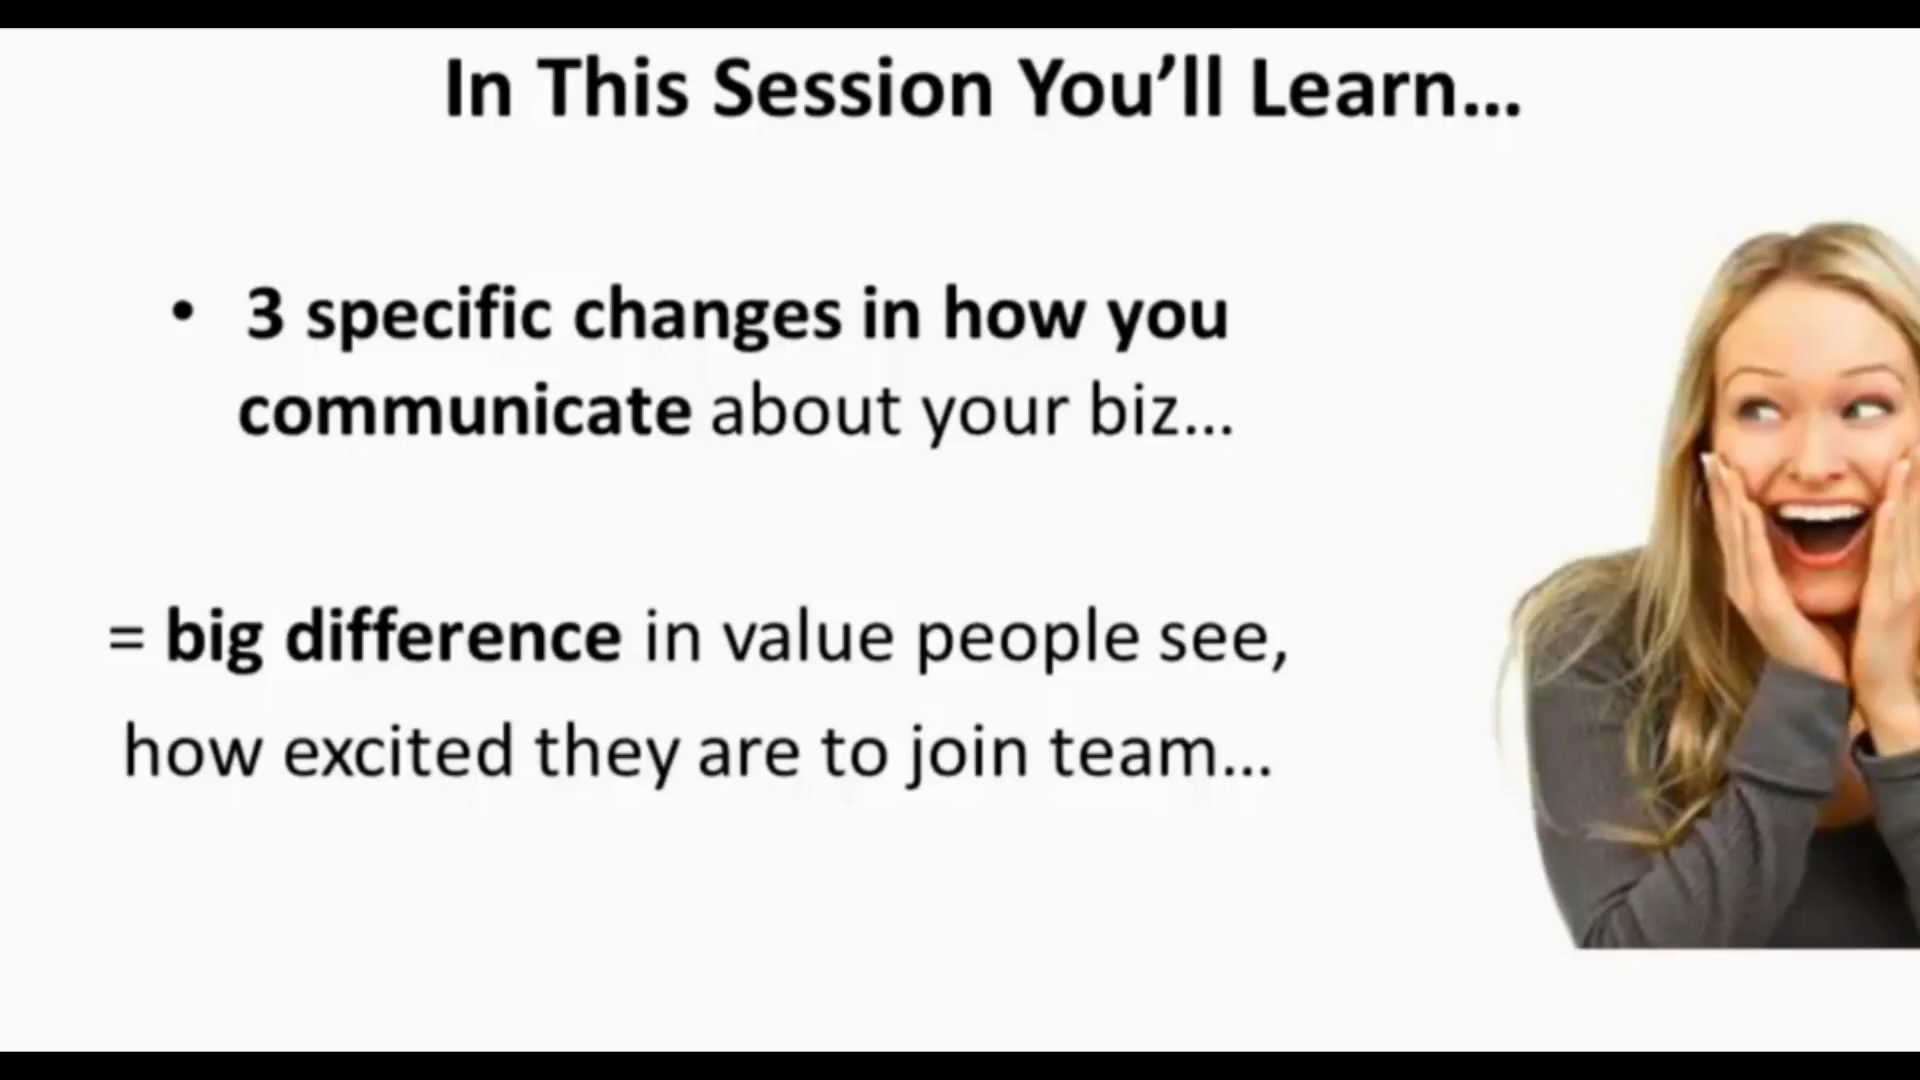 In This Session You’ll Learn...
• 3 specific changes in how you
communicate about your biz...
= big difference in value people see,
how excited they are to join team...